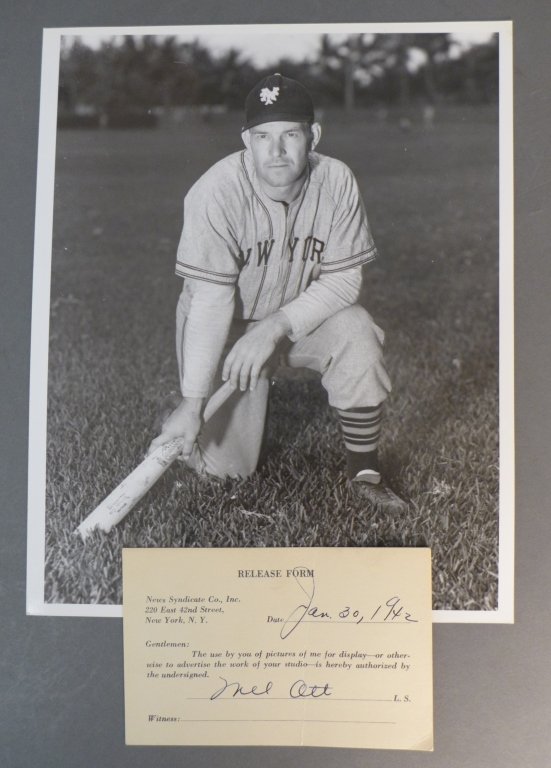 NY
NEW YOR
RELEASE FORM
News Syndicate Co., Inc.
220 East 42nd Street,
New York, N. Y.
Date Jan. 30, 1942
Gentlemen:
The use by you of pictures of me for display—or other-
wise to advertise the work of your studio—is hereby authorized by
the undersigned.
Mel Ott L. S.
Witness: